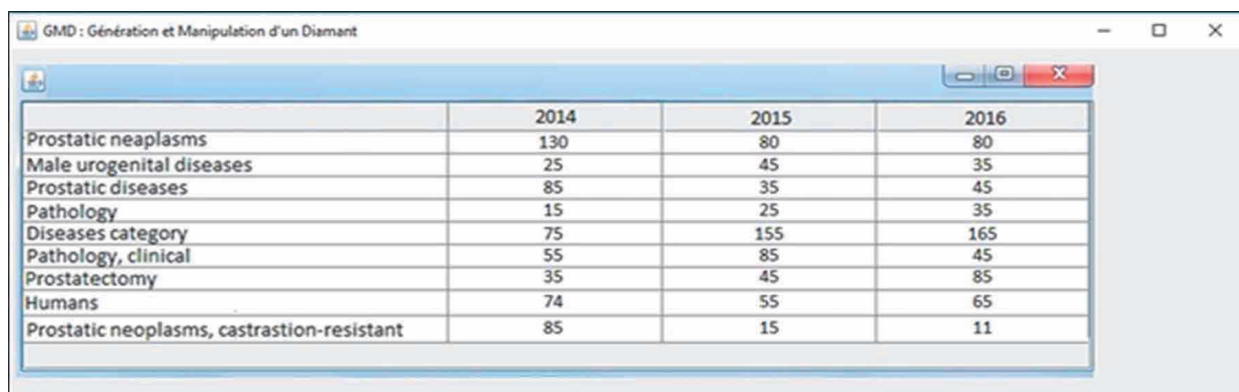 GMD : Génération et Manipulation d'un Diamant
2014 2015 2016
Prostatic neaplasms 130 80 80
Male urogenital diseases 25 45 35
Prostatic diseases 85 35 45
Pathology 15 25 35
Diseases category 75 155 165
Pathology, clinical 55 85 45
Prostatectomy 35 45 85
Humans 74 55 65
Prostatic neoplasms, castrastion-resistant 85 15 11